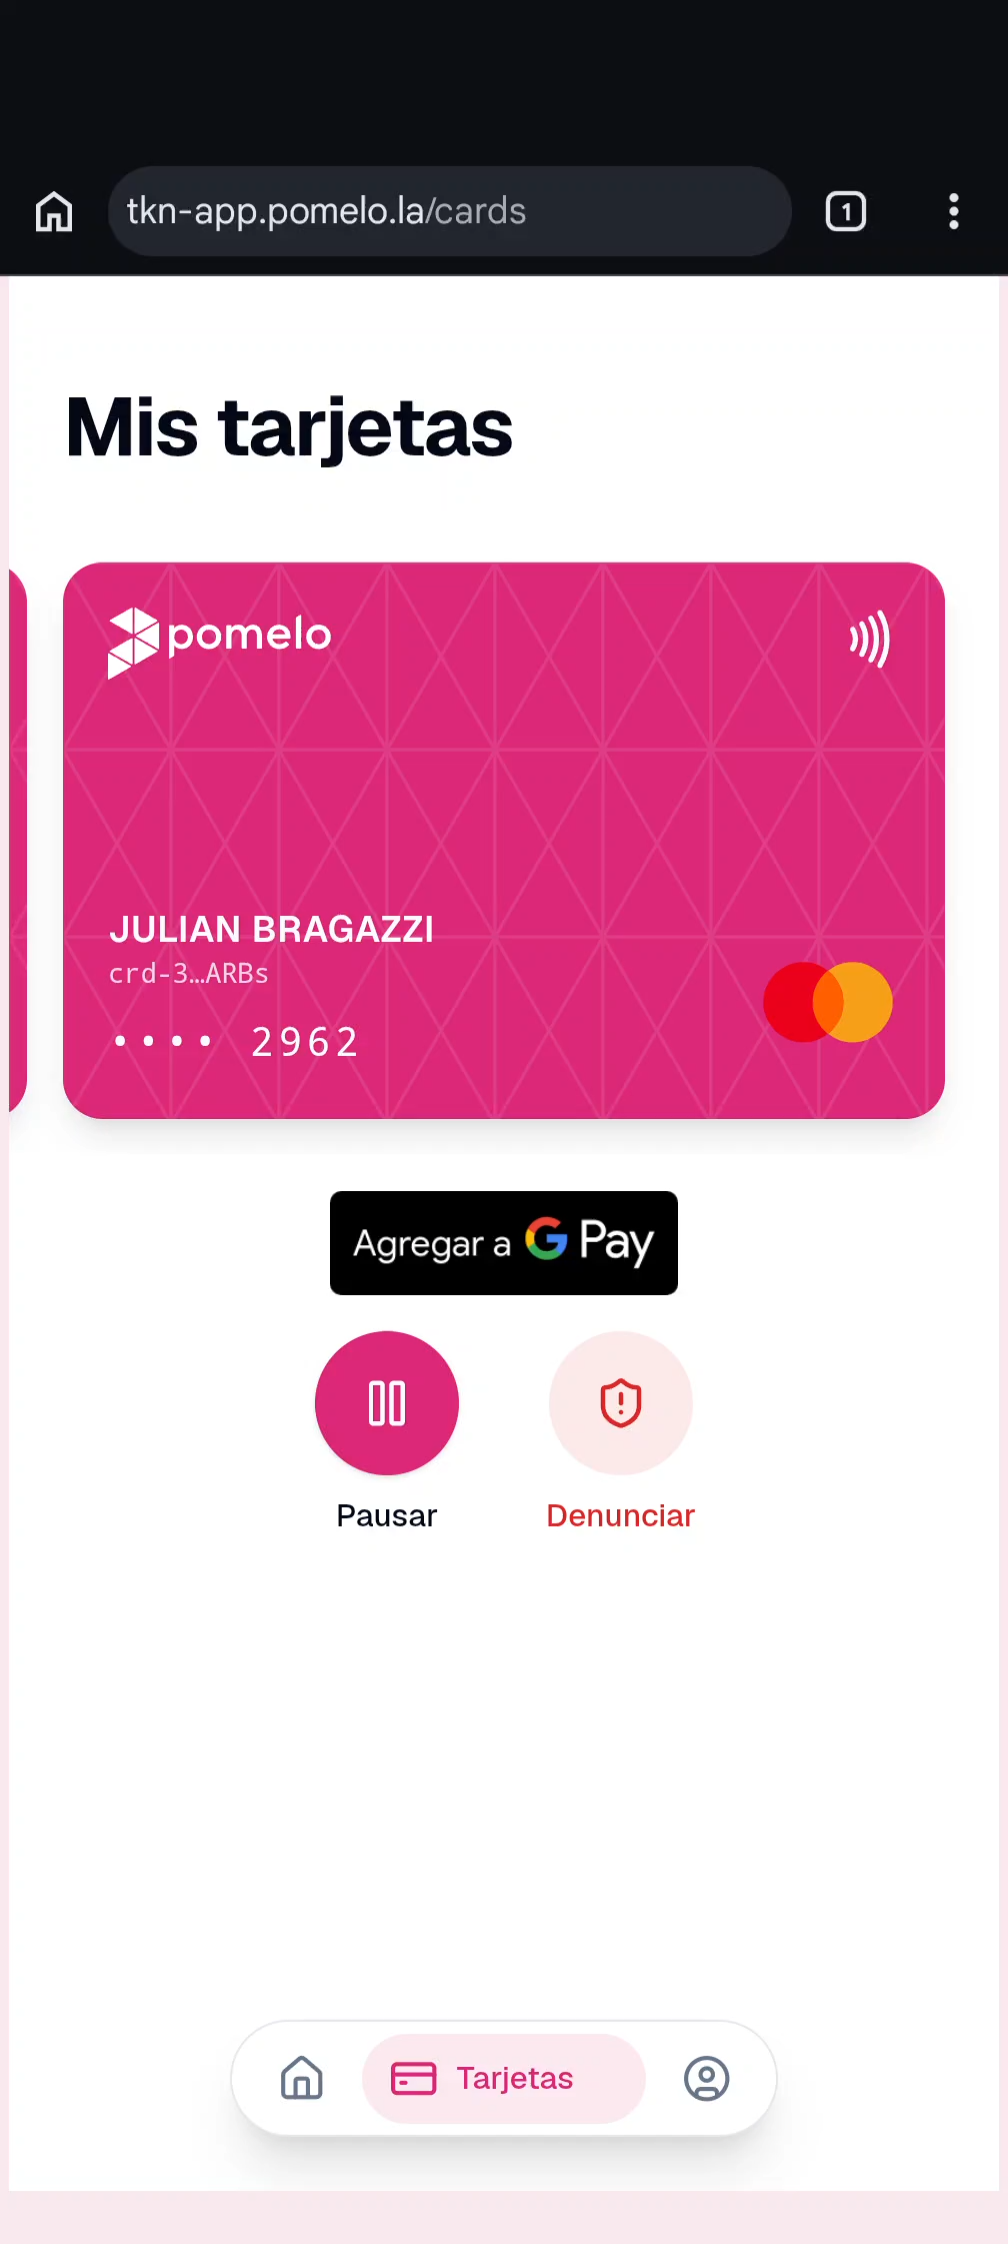 tkn-app.pomelo.la/cards
1
Mis tarjetas
pomelo
JULIAN BRAGAZZI
crd-3…ARBs
•••• 2962
Agregar a G Pay
Pausar
Denunciar
Tarjetas